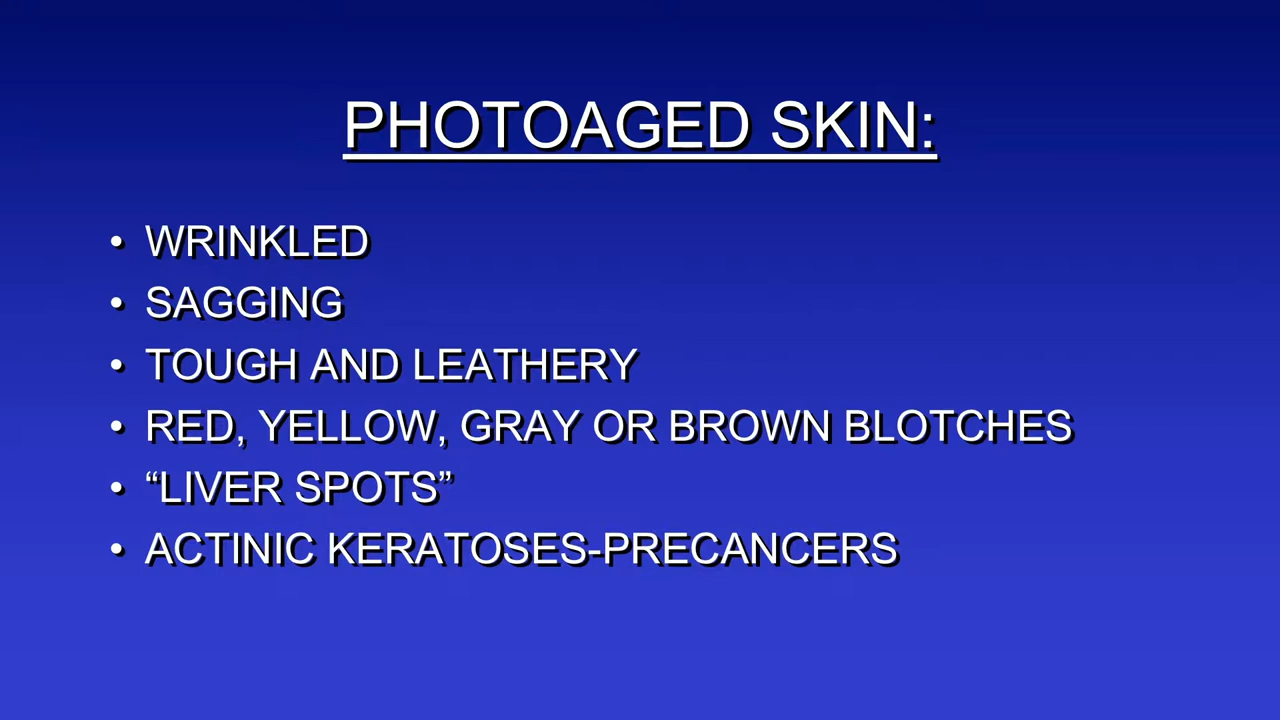 PHOTOAGED SKIN:
• WRINKLED
• SAGGING
• TOUGH AND LEATHERY
• RED, YELLOW, GRAY OR BROWN BLOTCHES
• “LIVER SPOTS”
• ACTINIC KERATOSES-PRECANCERS